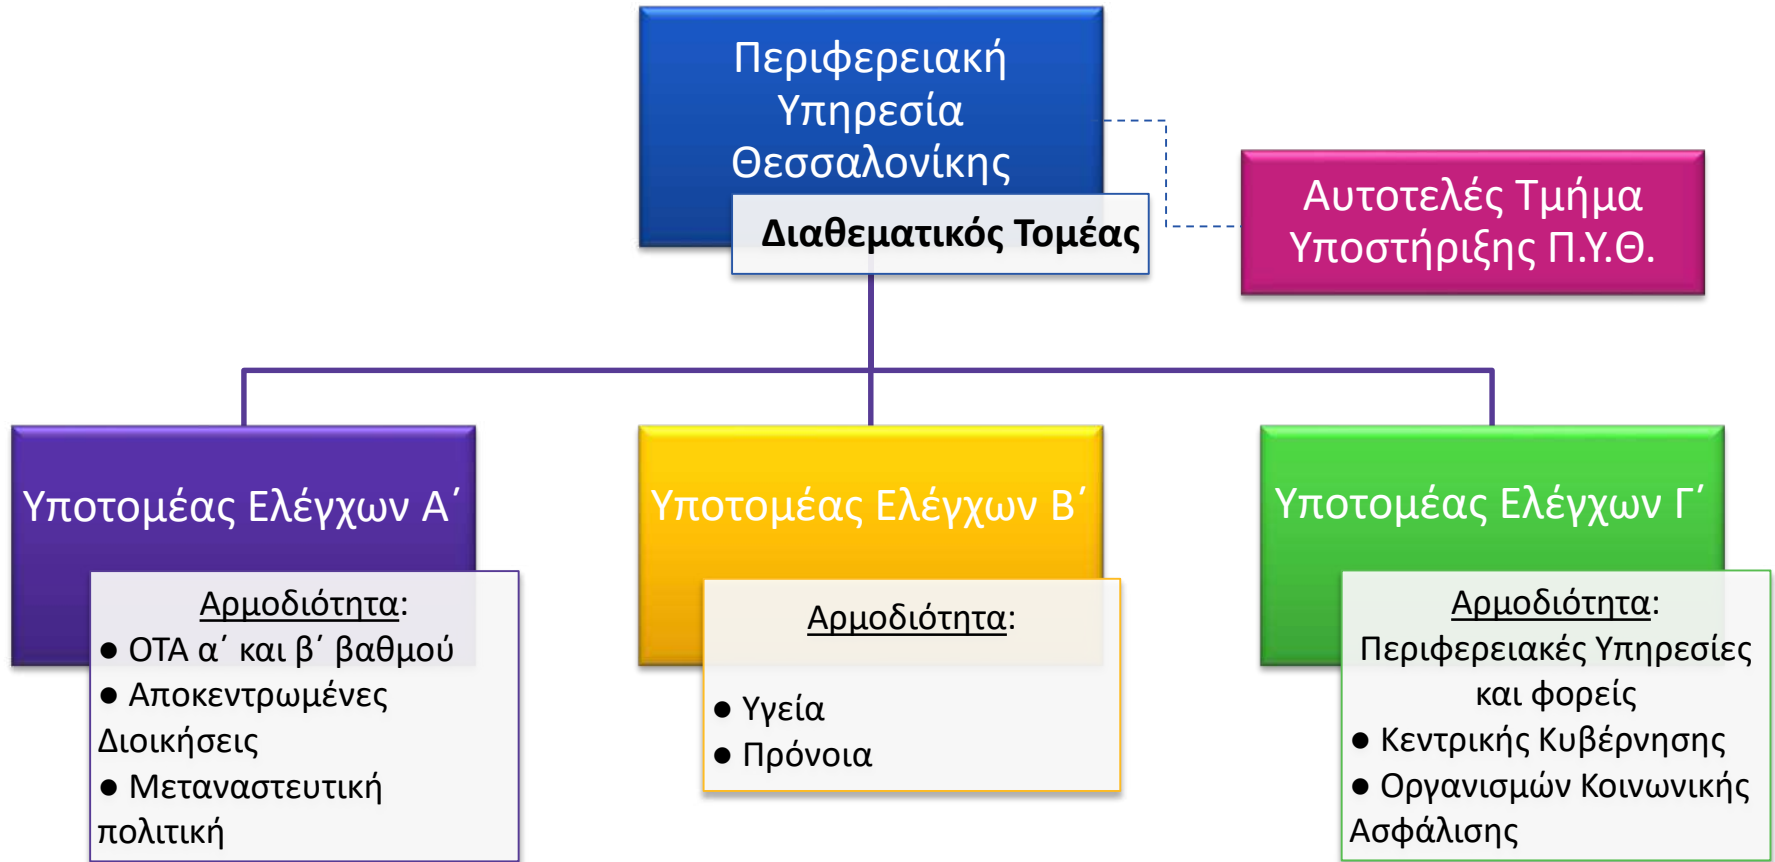 Περιφερειακή
Υπηρεσία
Θεσσαλονίκης
Διαθεματικός Τομέας
Αυτοτελές Τμήμα
Υποστήριξης Π.Υ.Θ.
Υποτομέας Ελέγχων Α΄
Αρμοδιότητα:
● ΟΤΑ α΄ και β΄ βαθμού
● Αποκεντρωμένες
Διοικήσεις
● Μεταναστευτική
πολιτική
Υποτομέας Ελέγχων Β΄
Αρμοδιότητα:
● Υγεία
● Πρόνοια
Υποτομέας Ελέγχων Γ΄
Αρμοδιότητα:
Περιφερειακές Υπηρεσίες
και φορείς
● Κεντρικής Κυβέρνησης
● Οργανισμών Κοινωνικής
Ασφάλισης